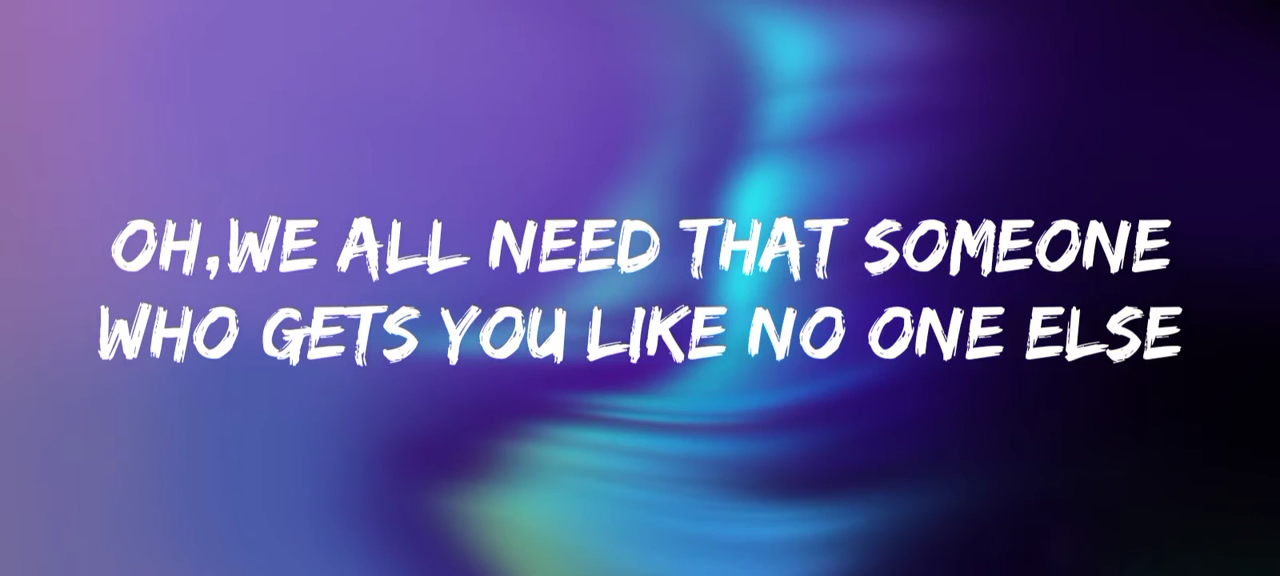 OH,WE ALL NEED THAT SOMEONE
WHO GETS YOU LIKE NO ONE ELSE